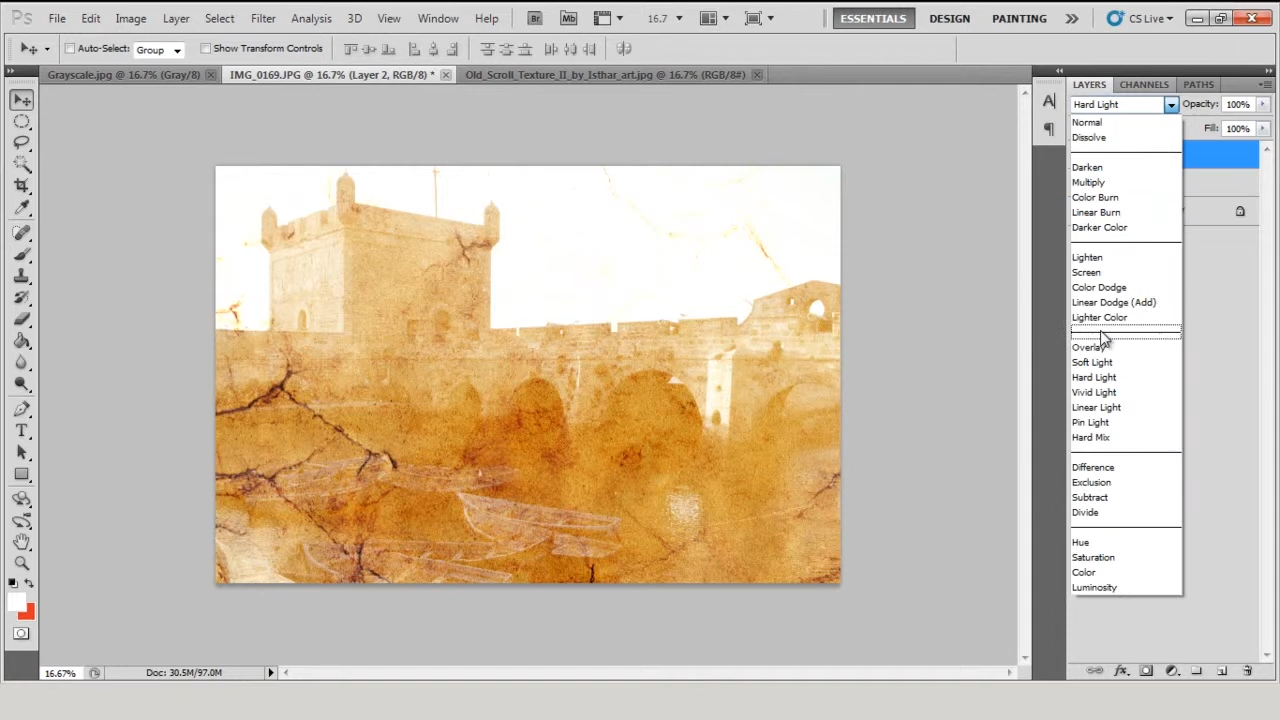 Ps File Edit Image Layer Select Filter Analysis 3D View Window Help Br Mb 16.7 ESSENTIALS DESIGN PAINTING CS Live
Auto-Select: Group Show Transform Controls
Grayscale.jpg @ 16.7% (Gray/8) IMG_0169.JPG @ 16.7% (Layer 2, RGB/8) * Old_Scroll_Texture_II_by_Isthar_art.jpg @ 16.7% (RGB/8#)
LAYERS CHANNELS PATHS
Hard Light Opacity: 100%
Fill: 100%
Normal
Dissolve
Darken
Multiply
Color Burn
Linear Burn
Darker Color
Lighten
Screen
Color Dodge
Linear Dodge (Add)
Lighter Color
Overlay
Soft Light
Hard Light
Vivid Light
Linear Light
Pin Light
Hard Mix
Difference
Exclusion
Subtract
Divide
Hue
Saturation
Color
Luminosity
16.67% Doc: 30.5M/97.0M